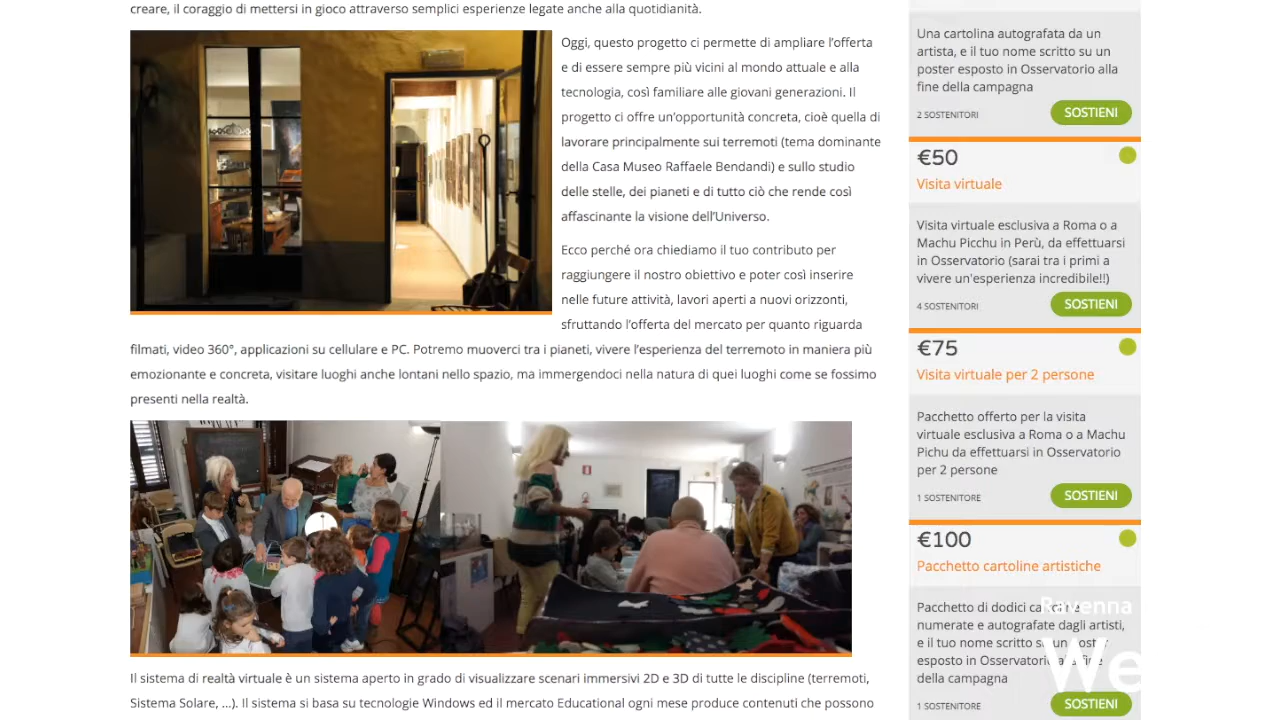 creare, il coraggio di mettersi in gioco attraverso semplici esperienze legate anche alla quotidianità.
Oggi, questo progetto ci permette di ampliare l'offerta
e di essere sempre più vicini al mondo attuale e alla
tecnologia, così familiare alle giovani generazioni. Il
progetto ci offre un'opportunità concreta, cioè quella di
lavorare principalmente sui terremoti (tema dominante
della Casa Museo Raffaele Bendandi) e sullo studio
delle stelle, dei pianeti e di tutto ciò che rende così
affascinante la visione dell'Universo.
Ecco perché ora chiediamo il tuo contributo per
raggiungere il nostro obiettivo e poter così inserire
nelle future attività, lavori aperti a nuovi orizzonti,
sfruttando l'offerta del mercato per quanto riguarda
filmati, video 360°, applicazioni su cellulare e PC. Potremo muoverci tra i pianeti, vivere l'esperienza del terremoto in maniera più
emozionante e concreta, visitare luoghi anche lontani nello spazio, ma immergendoci nella natura di quei luoghi come se fossimo
presenti nella realtà.
Il sistema di realtà virtuale è un sistema aperto in grado di visualizzare scenari immersivi 2D e 3D di tutte le discipline (terremoti,
Sistema Solare, ...). Il sistema si basa su tecnologie Windows ed il mercato Educational ogni mese produce contenuti che possono
Una cartolina autografata da un
artista, e il tuo nome scritto su un
poster esposto in Osservatorio alla
fine della campagna
2 SOSTENITORI
SOSTIENI
€50
Visita virtuale
Visita virtuale esclusiva a Roma o a
Machu Picchu in Perù, da effettuarsi
in Osservatorio (sarai tra i primi a
vivere un'esperienza incredibile!!)
4 SOSTENITORI
SOSTIENI
€75
Visita virtuale per 2 persone
Pacchetto offerto per la visita
virtuale esclusiva a Roma o a Machu
Pichu da effettuarsi in Osservatorio
per 2 persone
1 SOSTENITORE
SOSTIENI
€100
Pacchetto cartoline artistiche
Pacchetto di dodici
numerate e autografate dagli artisti,
e il tuo nome scritto su un poster
esposto in Osservatorio alla fine
della campagna
1 SOSTENITORE
SOSTIENI
Ravenna
We